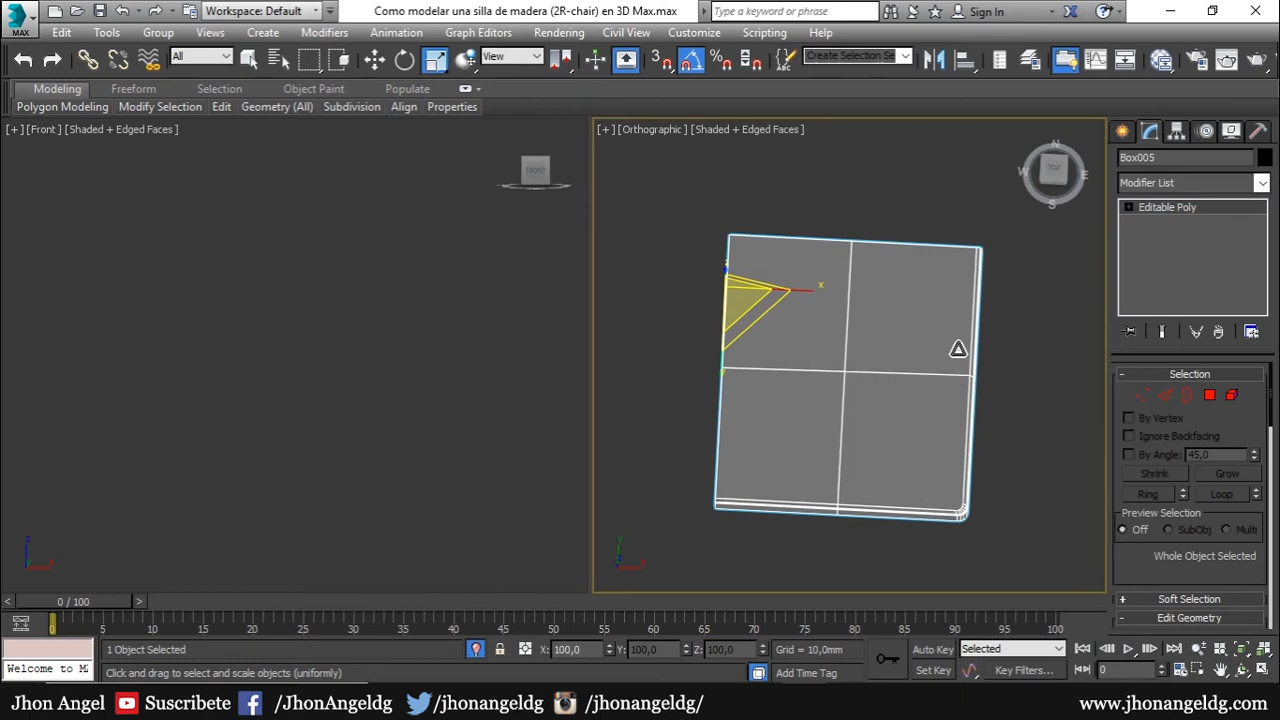 MAX
Workspace: Default
Como modelar una silla de madera (2R-chair) en 3D Max.max
Type a keyword or phrase
Sign In
Edit Tools Group Views Create Modifiers Animation Graph Editors Rendering Civil View Customize Scripting Help
All
View
3
Create Selection Se
Modeling Freeform Selection Object Paint Populate
Polygon Modeling Modify Selection Edit Geometry (All) Subdivision Align Properties
[+] [Front] [Shaded + Edged Faces]
[+] [Orthographic] [Shaded + Edged Faces]
FRONT
N
W E
S
TOP
x
z x
y x
Box005
Modifier List
Editable Poly
Selection
By Vertex
Ignore Backfacing
By Angle: 45,0
Shrink Grow
Ring Loop
Preview Selection
Off SubObj Multi
Whole Object Selected
Soft Selection
Edit Geometry
0 / 100
0 5 10 15 20 25 30 35 40 45 50 55 60 65 70 75 80 85 90 95 100
1 Object Selected
X: 100,0 Y: 100,0 Z: 100,0 Grid = 10,0mm
Auto Key Selected
Welcome to M
Click and drag to select and scale objects (uniformly)
Add Time Tag
Set Key Key Filters... 0
Jhon Angel Suscribete /JhonAngeldg /jhonangeldg /jhonangeldg/ www.jhonangeldg.com